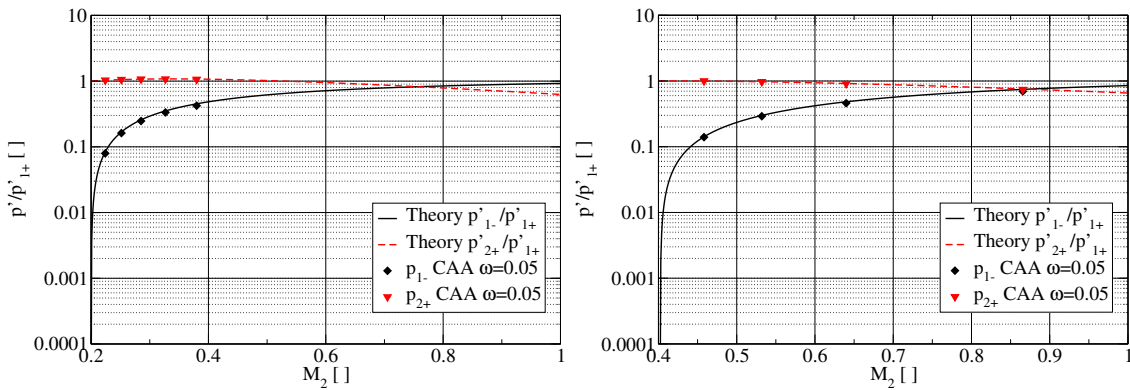 10
1
0.1
0.01
0.001
0.0001
p'/p'1+ [ ]
0.2
0.4
0.6
0.8
1
M2 [ ]
Theory p'1-/p'1+
Theory p'2+/p'1+
p1- CAA ω=0.05
p2+ CAA ω=0.05
10
1
0.1
0.01
0.001
0.0001
p'/p'1+ [ ]
0.4
0.5
0.6
0.7
0.8
0.9
1
M2 [ ]
Theory p'1-/p'1+
Theory p'2+/p'1+
p1- CAA ω=0.05
p2+ CAA ω=0.05